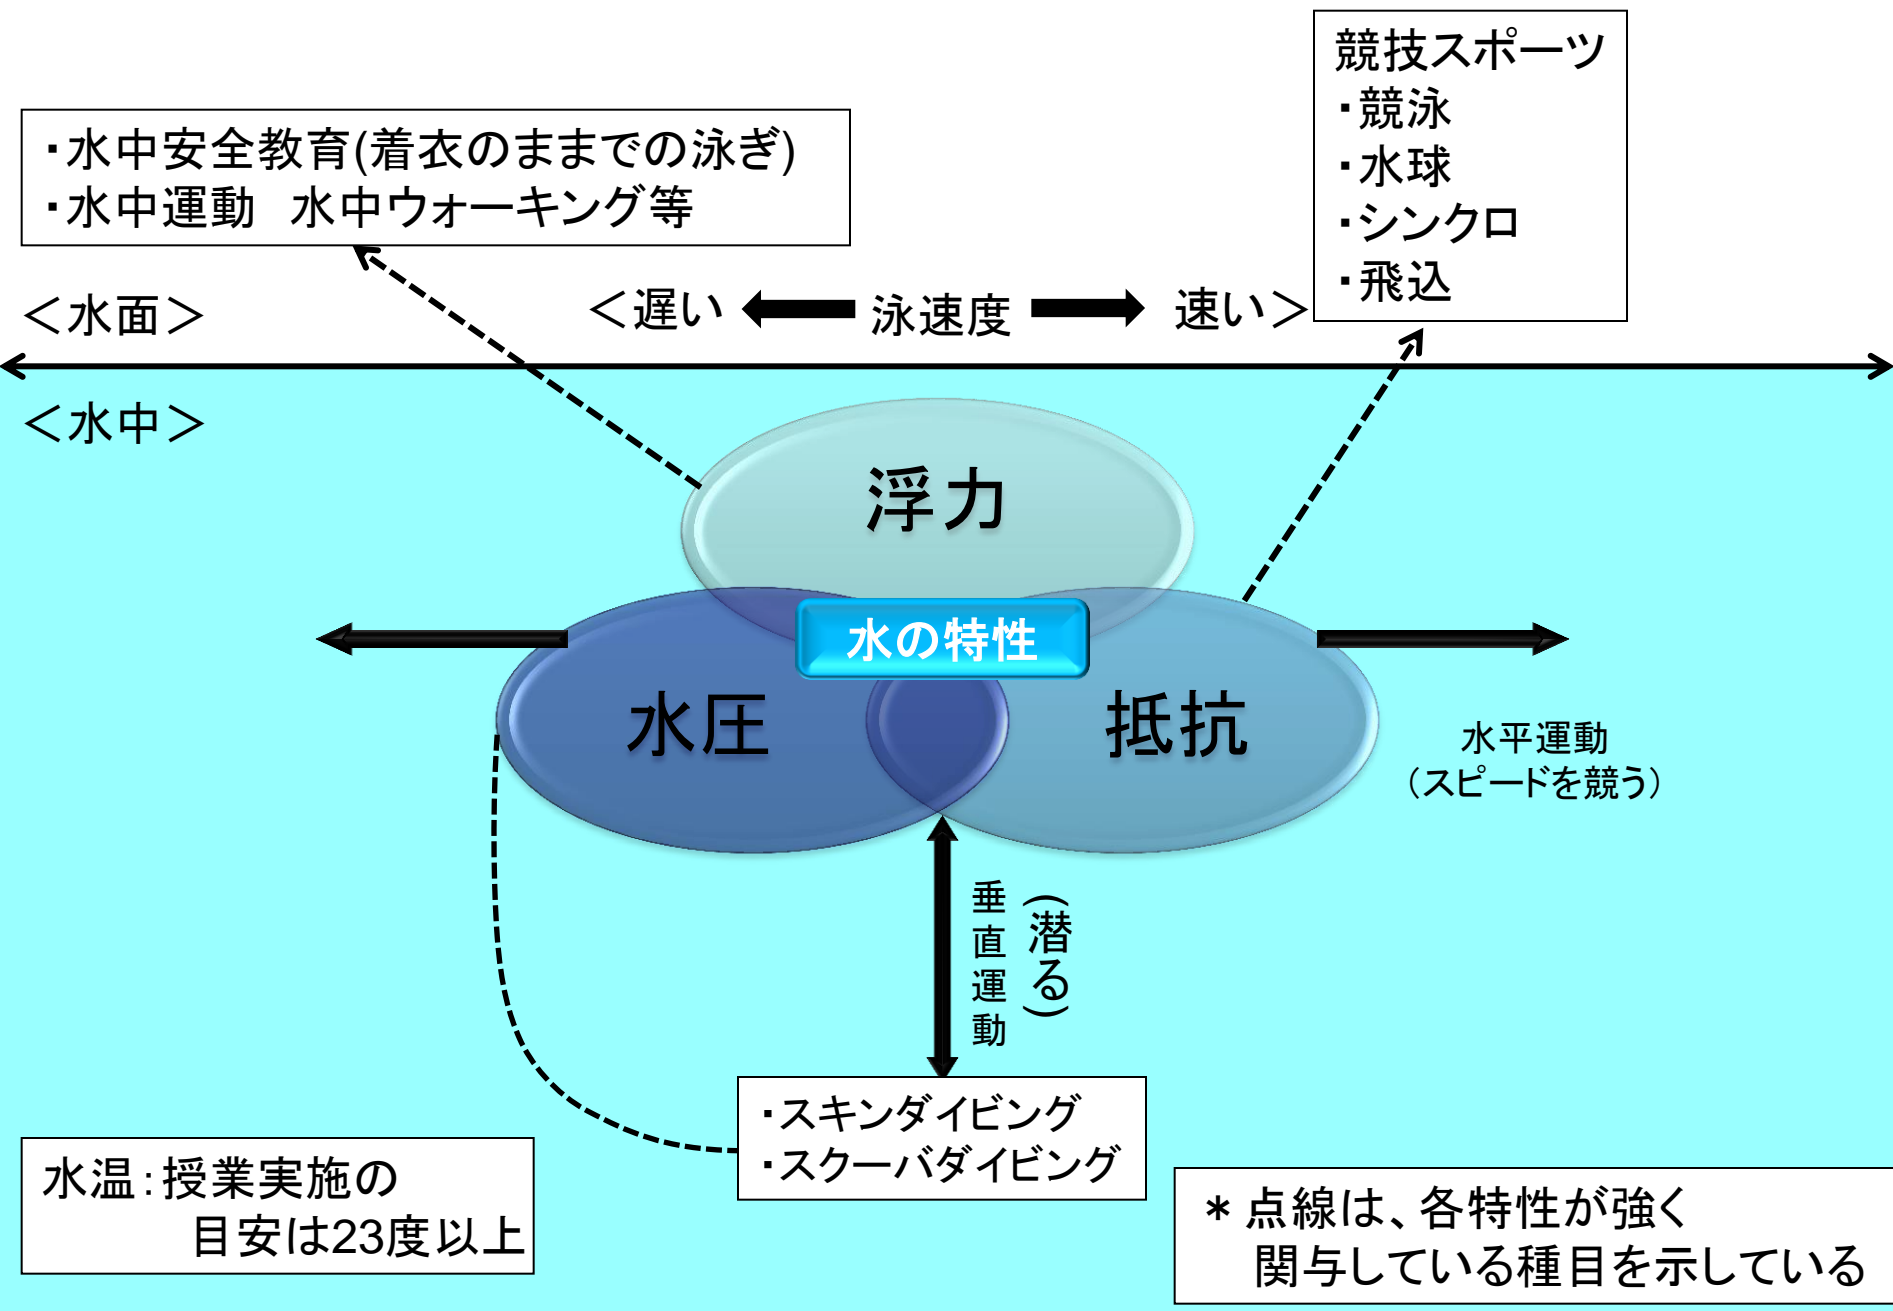 競技スポーツ
・競泳
・水球
・シンクロ
・飛込
・水中安全教育(着衣のままでの泳ぎ)
・水中運動　水中ウォーキング等
＜水面＞
＜遅い　泳速度　速い＞
＜水中＞
浮力
水の特性
水圧
抵抗
水平運動
（スピードを競う）
垂直運動
(潜る)
・スキンダイビング
・スクーバダイビング
水温：授業実施の
目安は23度以上
＊点線は、各特性が強く
関与している種目を示している